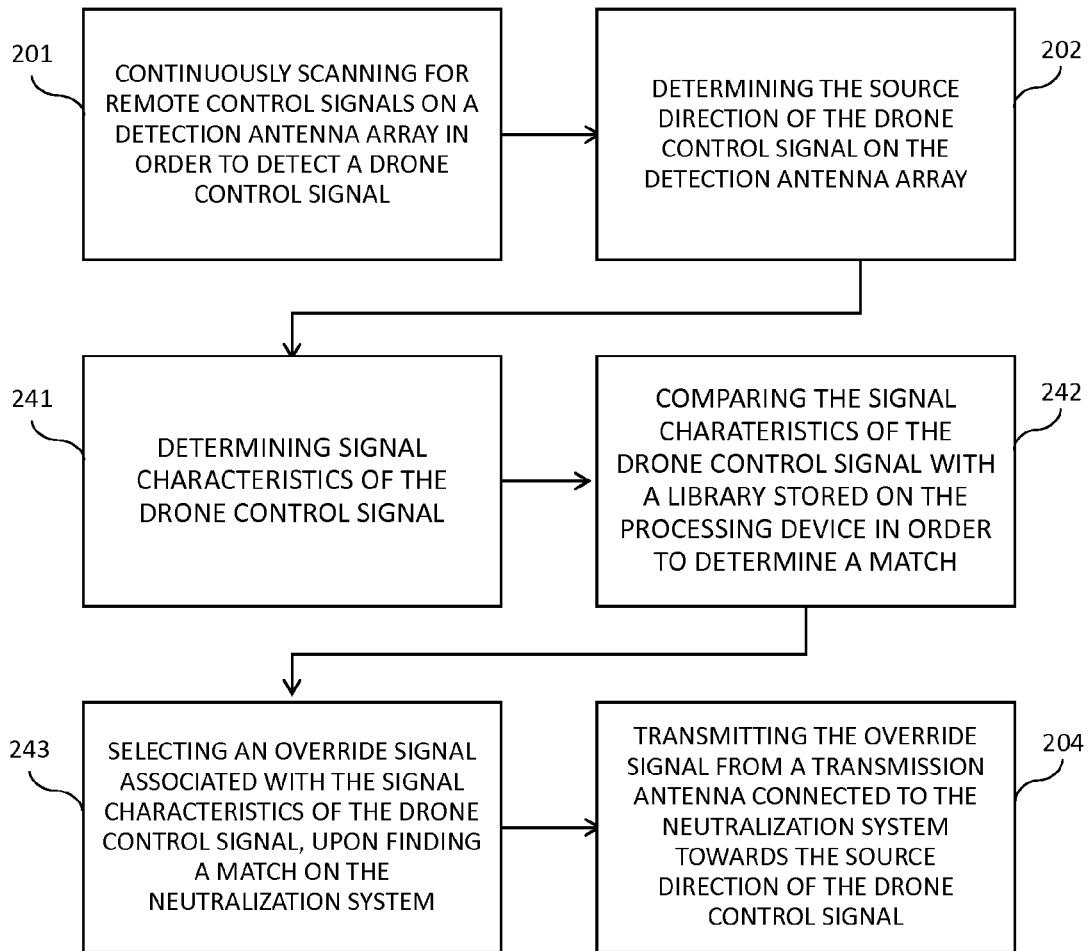 201
CONTINUOUSLY SCANNING FOR
REMOTE CONTROL SIGNALS ON A
DETECTION ANTENNA ARRAY IN
ORDER TO DETECT A DRONE
CONTROL SIGNAL
202
DETERMINING THE SOURCE
DIRECTION OF THE DRONE
CONTROL SIGNAL ON THE
DETECTION ANTENNA ARRAY
241
DETERMINING SIGNAL
CHARACTERISTICS OF THE
DRONE CONTROL SIGNAL
242
COMPARING THE SIGNAL
CHARATERISTICS OF THE
DRONE CONTROL SIGNAL WITH
A LIBRARY STORED ON THE
PROCESSING DEVICE IN ORDER
TO DETERMINE A MATCH
243
SELECTING AN OVERRIDE SIGNAL
ASSOCIATED WITH THE SIGNAL
CHARACTERISTICS OF THE DRONE
CONTROL SIGNAL, UPON FINDING
A MATCH ON THE
NEUTRALIZATION SYSTEM
204
TRANSMITTING THE OVERRIDE
SIGNAL FROM A TRANSMISSION
ANTENNA CONNECTED TO THE
NEUTRALIZATION SYSTEM
TOWARDS THE SOURCE
DIRECTION OF THE DRONE
CONTROL SIGNAL